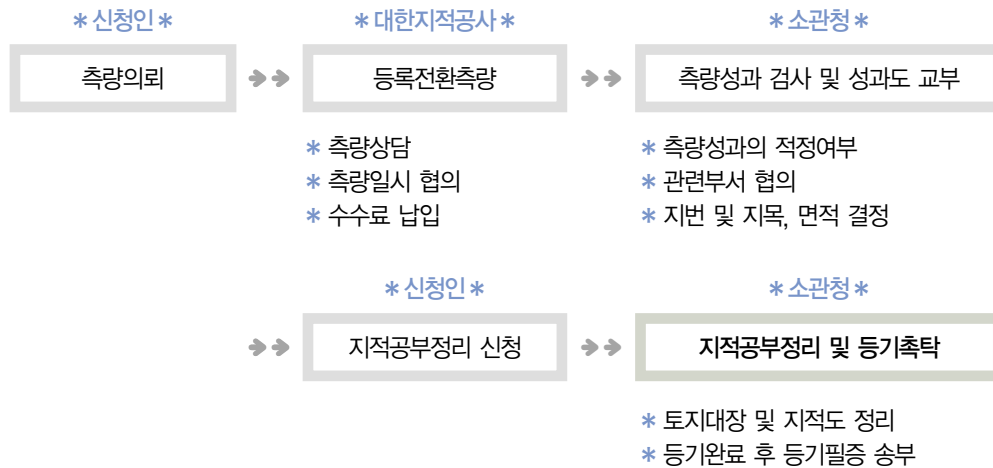 *신청인* *대한지적공사* *소관청*
측량의뢰 등록전환측량 측량성과 검사 및 성과도 교부
* 측량상담
* 측량일시 협의
* 수수료 납입
* 측량성과의 적정여부
* 관련부서 협의
* 지번 및 지목, 면적 결정
*신청인* *소관청*
지적공부정리 신청 지적공부정리 및 등기촉탁
* 토지대장 및 지적도 정리
* 등기완료 후 등기필증 송부